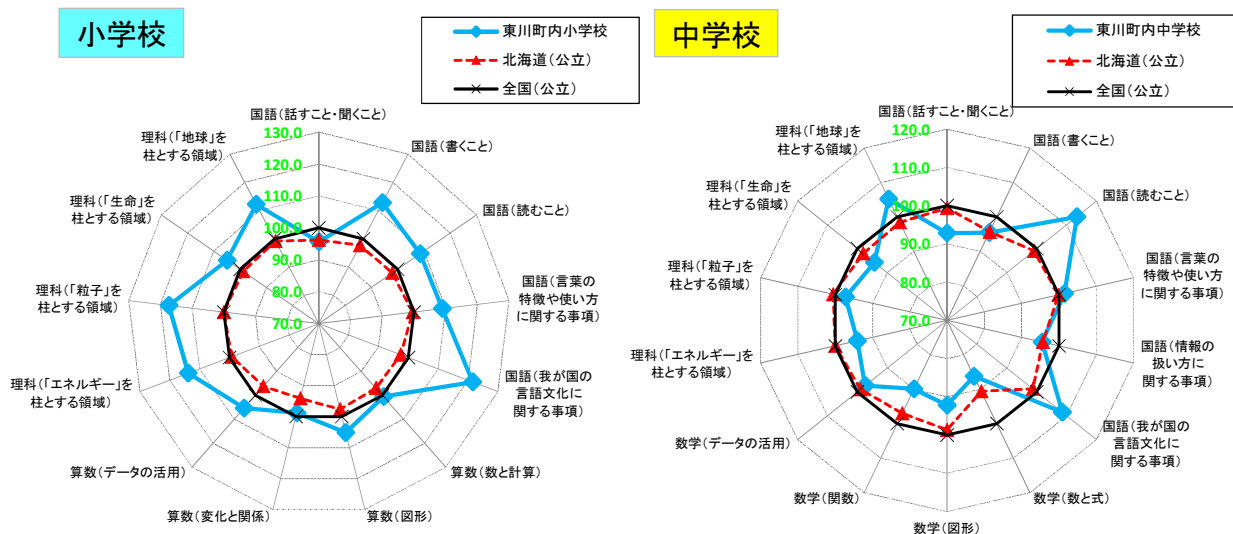 小学校
東川町内小学校
北海道(公立)
全国(公立)
国語(話すこと・聞くこと)
国語(書くこと)
国語(読むこと)
国語(言葉の
特徴や使い方
に関する事項)
国語(我が国の
言語文化に
関する事項)
算数(数と計算)
算数(図形)
算数(変化と関係)
算数(データの活用)
理科(「エネルギー」を
柱とする領域)
理科(「粒子」を
柱とする領域)
理科(「生命」を
柱とする領域)
理科(「地球」を
柱とする領域)
130.0
120.0
110.0
100.0
90.0
80.0
70.0
中学校
東川町内中学校
北海道(公立)
全国(公立)
国語(話すこと・聞くこと)
国語(書くこと)
国語(読むこと)
国語(言葉の
特徴や使い方
に関する事項)
国語(情報の
扱い方に
関する事項)
国語(我が国の
言語文化に
関する事項)
数学(数と式)
数学(図形)
数学(関数)
数学(データの活用)
理科(「エネルギー」を
柱とする領域)
理科(「粒子」を
柱とする領域)
理科(「生命」を
柱とする領域)
理科(「地球」を
柱とする領域)
120.0
110.0
100.0
90.0
80.0
70.0